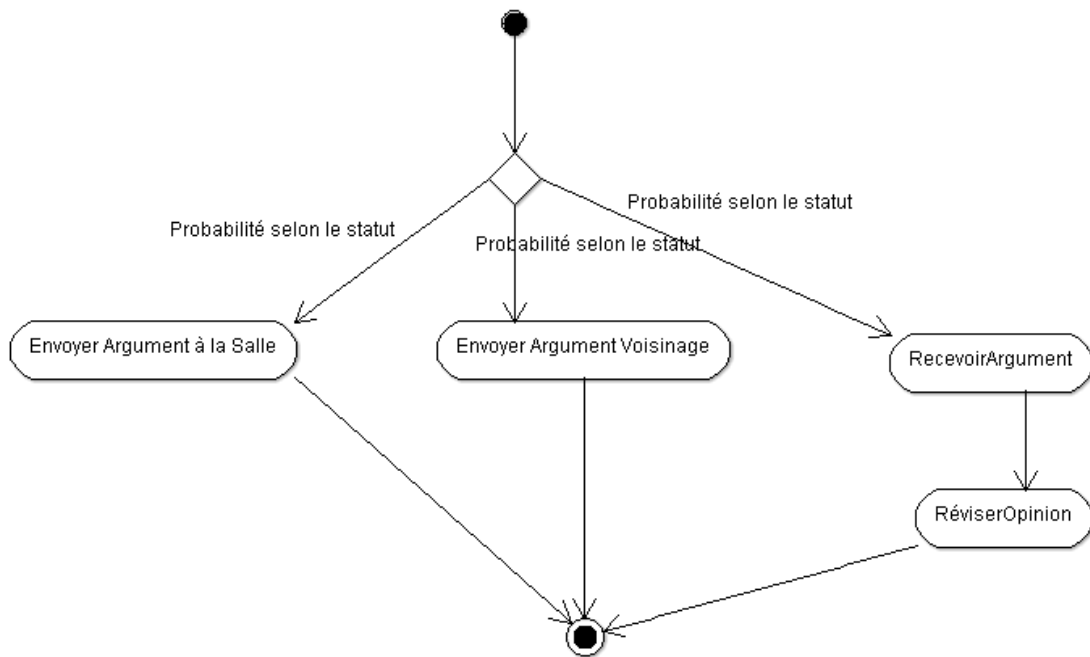 Probabilité selon le statut
Probabilité selon le statut
Probabilité selon le statut
Envoyer Argument à la Salle
Envoyer Argument Voisinage
RecevoirArgument
RéviserOpinion